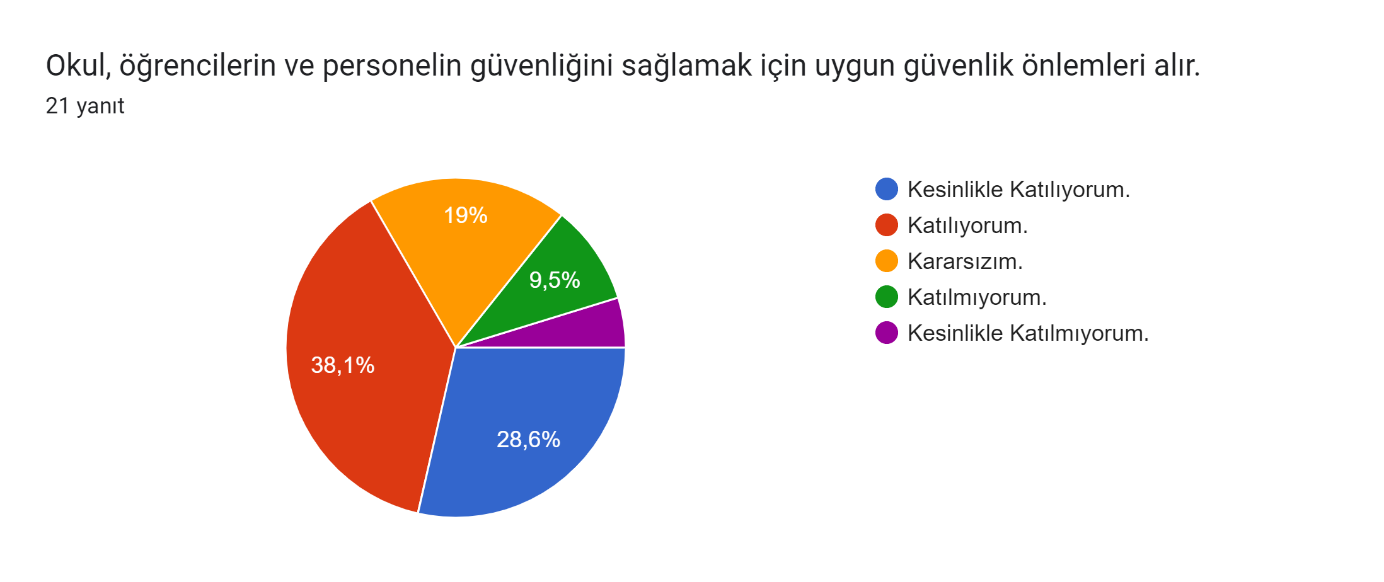 Okul, öğrencilerin ve personelin güvenliğini sağlamak için uygun güvenlik önlemleri alır.
21 yanıt
19%
9,5%
38,1%
28,6%
Kesinlikle Katılıyorum.
Katılıyorum.
Kararsızım.
Katılmıyorum.
Kesinlikle Katılmıyorum.